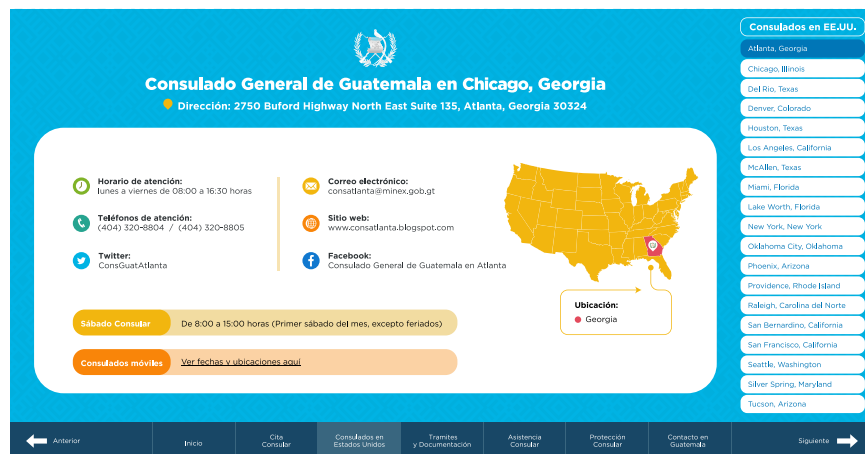 Consulado General de Guatemala en Chicago, Georgia
Dirección: 2750 Buford Highway North East Suite 135, Atlanta, Georgia 30324
Horario de atención:
lunes a viernes de 08:00 a 16:30 horas
Teléfonos de atención:
(404) 320-8804 / (404) 320-8805
Twitter:
ConsGuatAtlanta
Correo electrónico:
consatlanta@minex.gob.gt
Sitio web:
www.consatlanta.blogspot.com
Facebook:
Consulado General de Guatemala en Atlanta
Ubicación:
Georgia
Sábado Consular
De 8:00 a 15:00 horas (Primer sábado del mes, excepto feriados)
Consulados móviles
Ver fechas y ubicaciones aquí
Consulados en EE.UU.
Atlanta, Georgia
Chicago, Illinois
Del Rio, Texas
Denver, Colorado
Houston, Texas
Los Angeles, California
McAllen, Texas
Miami, Florida
Lake Worth, Florida
New York, New York
Oklahoma City, Oklahoma
Phoenix, Arizona
Providence, Rhode Island
Raleigh, Carolina del Norte
San Bernardino, California
San Francisco, California
Seattle, Washington
Silver Spring, Maryland
Tucson, Arizona
Anterior
Inicio
Cita
Consular
Consulados en
Estados Unidos
Tramites
y Documentación
Asistencia
Consular
Protección
Consular
Contacto en
Guatemala
Siguiente